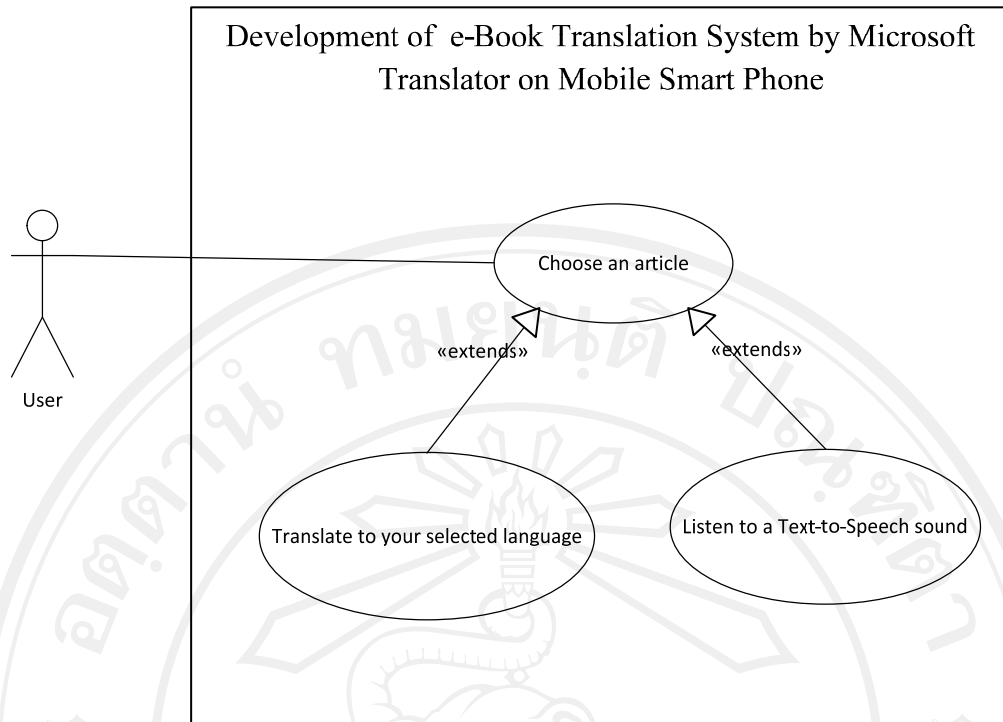 Development of e-Book Translation System by Microsoft
Translator on Mobile Smart Phone
Choose an article
«extends»
«extends»
User
Translate to your selected language
Listen to a Text-to-Speech sound